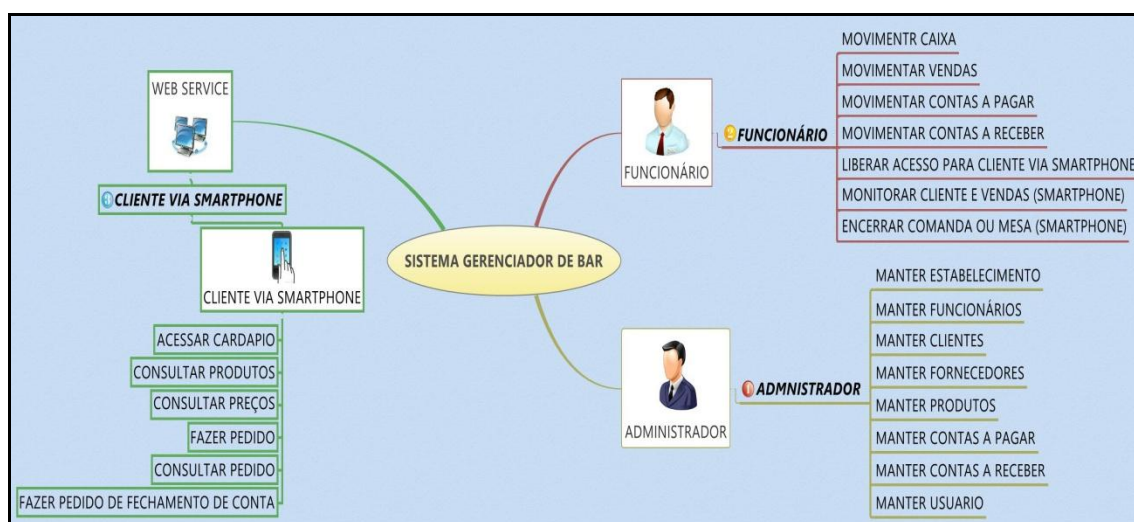 WEB SERVICE
CLIENTE VIA SMARTPHONE
CLIENTE VIA SMARTPHONE
ACESSAR CARDAPIO
CONSULTAR PRODUTOS
CONSULTAR PREÇOS
FAZER PEDIDO
CONSULTAR PEDIDO
FAZER PEDIDO DE FECHAMENTO DE CONTA
SISTEMA GERENCIADOR DE BAR
FUNCIONÁRIO
FUNCIONÁRIO
MOVIMENTR CAIXA
MOVIMENTAR VENDAS
MOVIMENTAR CONTAS A PAGAR
MOVIMENTAR CONTAS A RECEBER
LIBERAR ACESSO PARA CLIENTE VIA SMARTPHONE
MONITORAR CLIENTE E VENDAS (SMARTPHONE)
ENCERRAR COMANDA OU MESA (SMARTPHONE)
ADMINISTRADOR
ADMNISTRADOR
MANTER ESTABELECIMENTO
MANTER FUNCIONÁRIOS
MANTER CLIENTES
MANTER FORNECEDORES
MANTER PRODUTOS
MANTER CONTAS A PAGAR
MANTER CONTAS A RECEBER
MANTER USUARIO